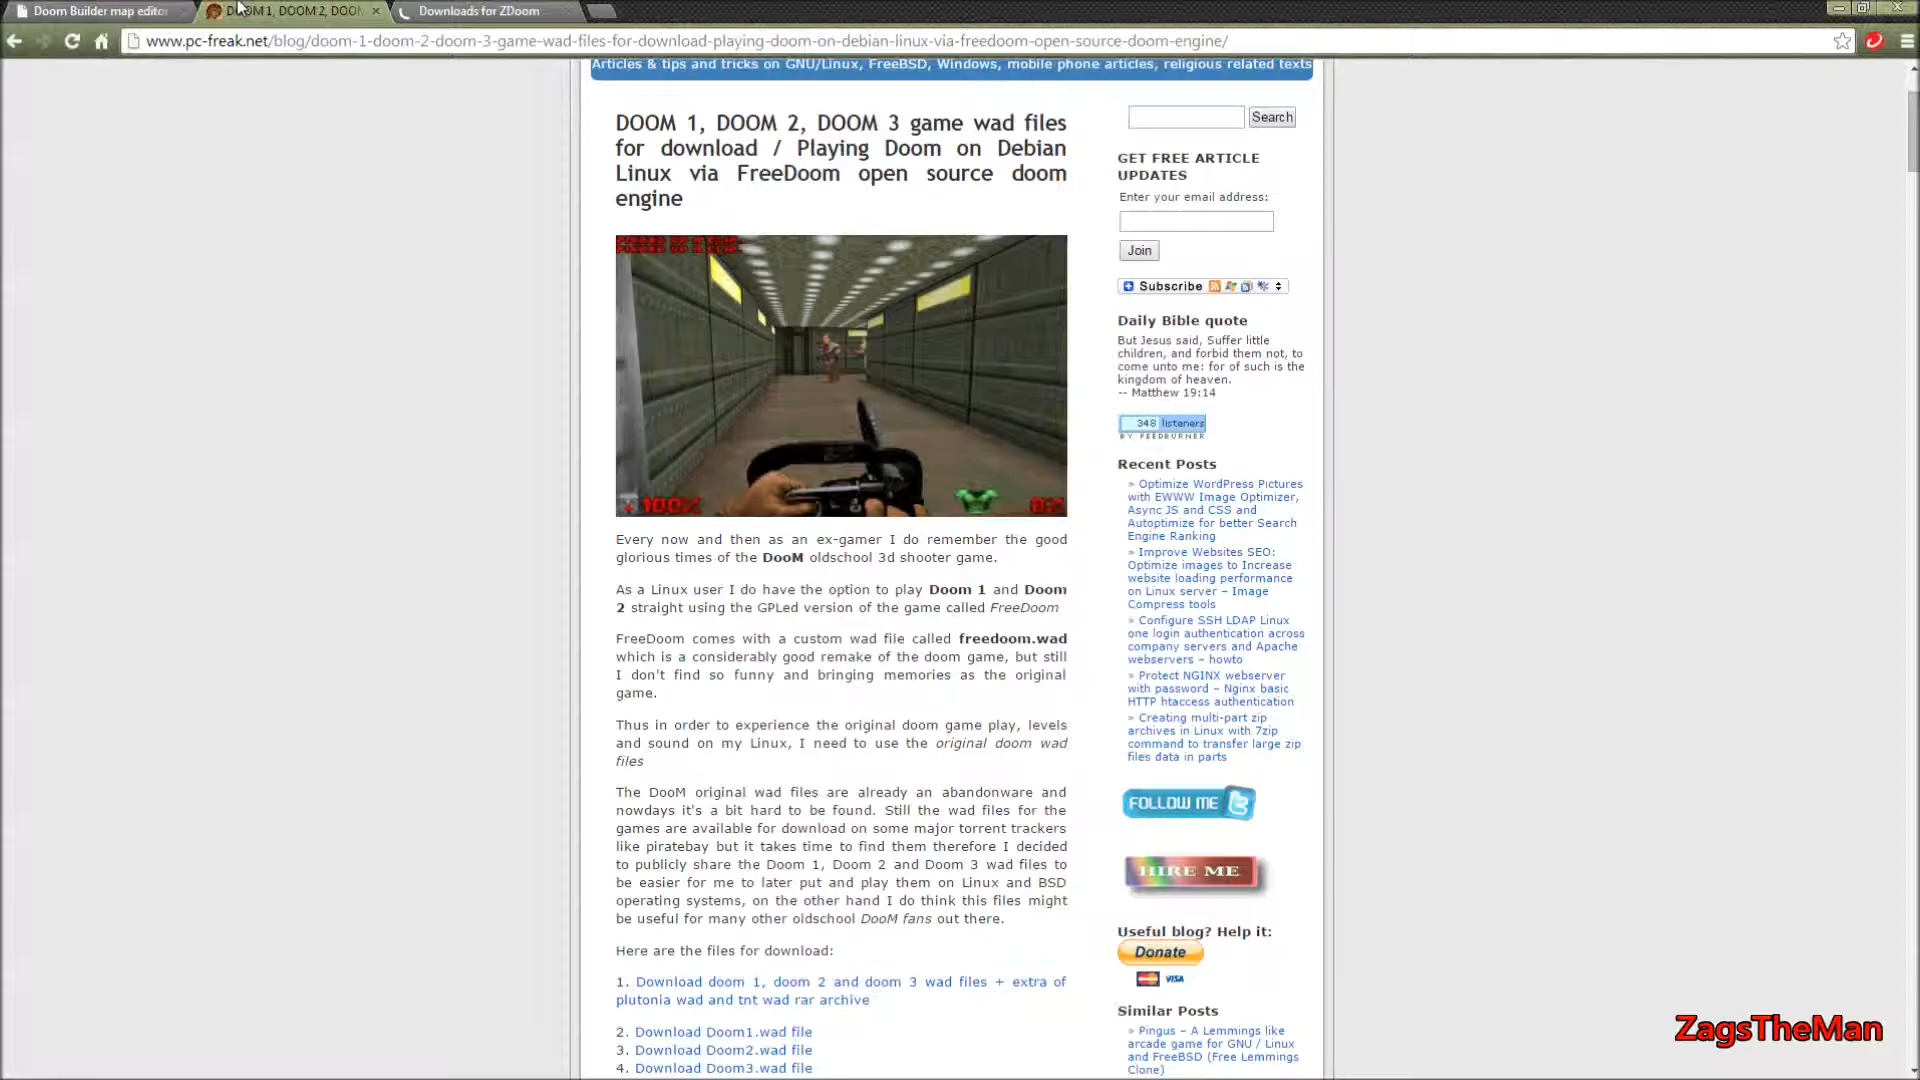 Doom Builder map editor
DOOM 1, DOOM 2, DOOM
Downloads for ZDoom
www.pc-freak.net/blog/doom-1-doom-2-doom-3-game-wad-files-for-download-playing-doom-on-debian-linux-via-freedoom-open-source-doom-engine/
Articles & tips and tricks on GNU/Linux, FreeBSD, Windows, mobile phone articles, religious related texts
DOOM 1, DOOM 2, DOOM 3 game wad files
for download / Playing Doom on Debian
Linux via FreeDoom open source doom
engine
100%
0%
Every now and then as an ex-gamer I do remember the good
glorious times of the DooM oldschool 3d shooter game.
As a Linux user I do have the option to play Doom 1 and Doom
2 straight using the GPLed version of the game called FreeDoom
FreeDoom comes with a custom wad file called freedoom.wad
which is a considerably good remake of the doom game, but still
I don't find so funny and bringing memories as the original
game.
Thus in order to experience the original doom game play, levels
and sound on my Linux, I need to use the original doom wad
files
The DooM original wad files are already an abandonware and
nowdays it's a bit hard to be found. Still the wad files for the
games are available for download on some major torrent trackers
like piratebay but it takes time to find them therefore I decided
to publicly share the Doom 1, Doom 2 and Doom 3 wad files to
be easier for me to later put and play them on Linux and BSD
operating systems, on the other hand I do think this files might
be useful for many other oldschool DooM fans out there.
Here are the files for download:
1. Download doom 1, doom 2 and doom 3 wad files + extra of
plutonia wad and tnt wad rar archive
2. Download Doom1.wad file
3. Download Doom2.wad file
4. Download Doom3.wad file
Search
GET FREE ARTICLE
UPDATES
Enter your email address:
Join
Subscribe
Daily Bible quote
But Jesus said, Suffer little
children, and forbid them not, to
come unto me: for of such is the
kingdom of heaven.
-- Matthew 19:14
348 listeners
BY FEEDBURNER
Recent Posts
» Optimize WordPress Pictures
with EWWW Image Optimizer,
Async JS and CSS and
Autoptimize for better Search
Engine Ranking
» Improve Websites SEO:
Optimize images to Increase
website loading performance
on Linux server – Image
Compress tools
» Configure SSH LDAP Linux
one login authentication across
company servers and Apache
webservers – howto
» Protect NGINX webserver
with password – Nginx basic
HTTP htaccess authentication
» Creating multi-part zip
archives in Linux with 7zip
command to transfer large zip
files data in parts
FOLLOW ME
HIRE ME
Useful blog? Help it:
Donate
VISA
Similar Posts
» Pingus – A Lemmings like
arcade game for GNU / Linux
and FreeBSD (Free Lemmings
Clone)
ZagsTheMan